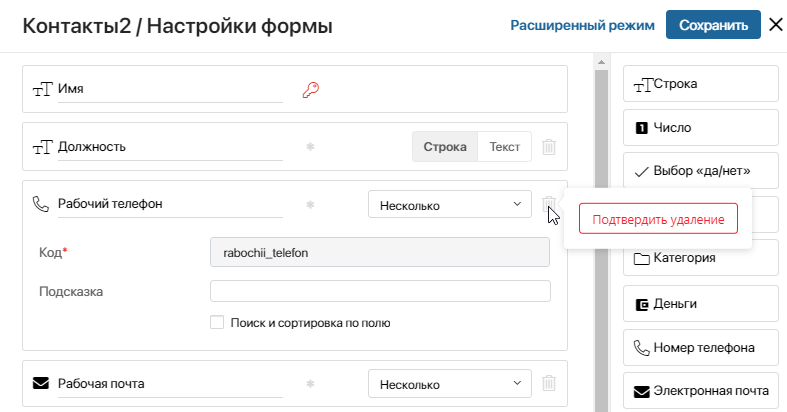 Контакты2 / Настройки формы
Расширенный режим
Сохранить
Имя
Должность
Строка
Текст
Рабочий телефон
Несколько
Подтвердить удаление
Код*
rabochii_telefon
Подсказка
Поиск и сортировка по полю
Рабочая почта
Несколько
Строка
Число
Выбор «да/нет»
Категория
Деньги
Номер телефона
Электронная почта